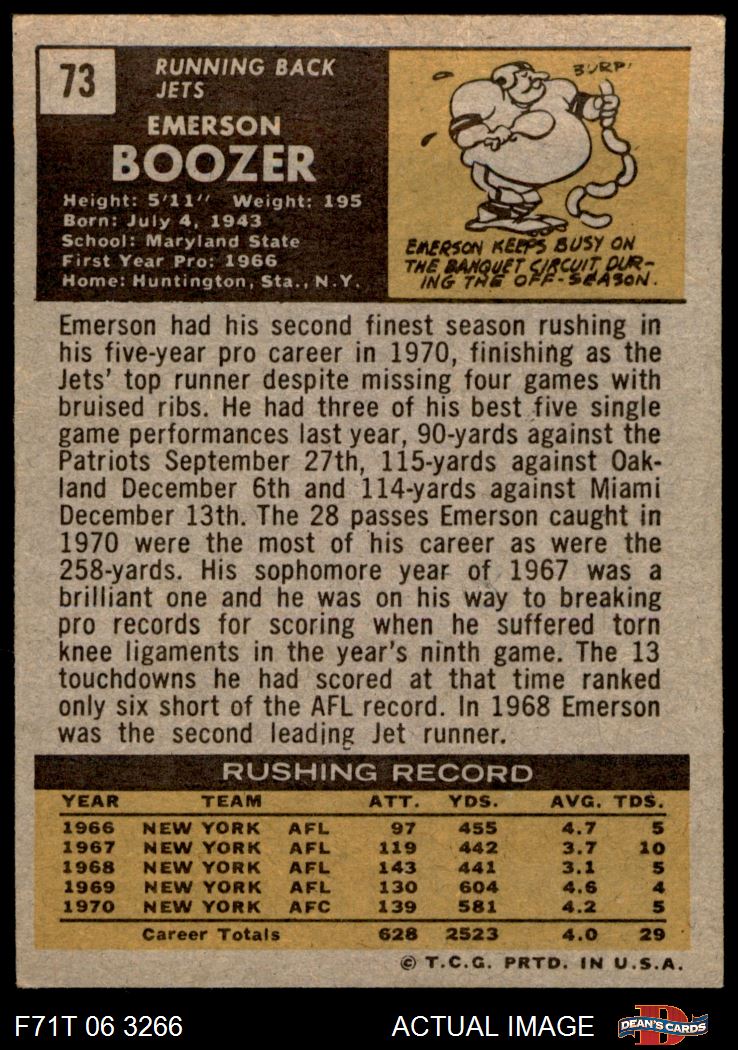 73
RUNNING BACK
JETS
EMERSON
BOOZER
Height: 5'11" Weight: 195
Born: July 4, 1943
School: Maryland State
First Year Pro: 1966
Home: Huntington, Sta., N.Y.
BURP!
EMERSON KEEPS BUSY ON
THE BANQUET CIRCUIT DUR-
ING THE OFF-SEASON.
Emerson had his second finest season rushing in
his five-year pro career in 1970, finishing as the
Jets' top runner despite missing four games with
bruised ribs. He had three of his best five single
game performances last year, 90-yards against the
Patriots September 27th, 115-yards against Oak-
land December 6th and 114-yards against Miami
December 13th. The 28 passes Emerson caught in
1970 were the most of his career as were the
258-yards. His sophomore year of 1967 was a
brilliant one and he was on his way to breaking
pro records for scoring when he suffered torn
knee ligaments in the year's ninth game. The 13
touchdowns he had scored at that time ranked
only six short of the AFL record. In 1968 Emerson
was the second leading Jet runner.
RUSHING RECORD
YEAR TEAM ATT. YDS. AVG. TDS.
1966 NEW YORK AFL 97 455 4.7 5
1967 NEW YORK AFL 119 442 3.7 10
1968 NEW YORK AFL 143 441 3.1 5
1969 NEW YORK AFL 130 604 4.6 4
1970 NEW YORK AFC 139 581 4.2 5
Career Totals 628 2523 4.0 29
© T.C.G. PRTD. IN U.S.A.
F71T 06 3266 ACTUAL IMAGE D DEAN'S CARDS